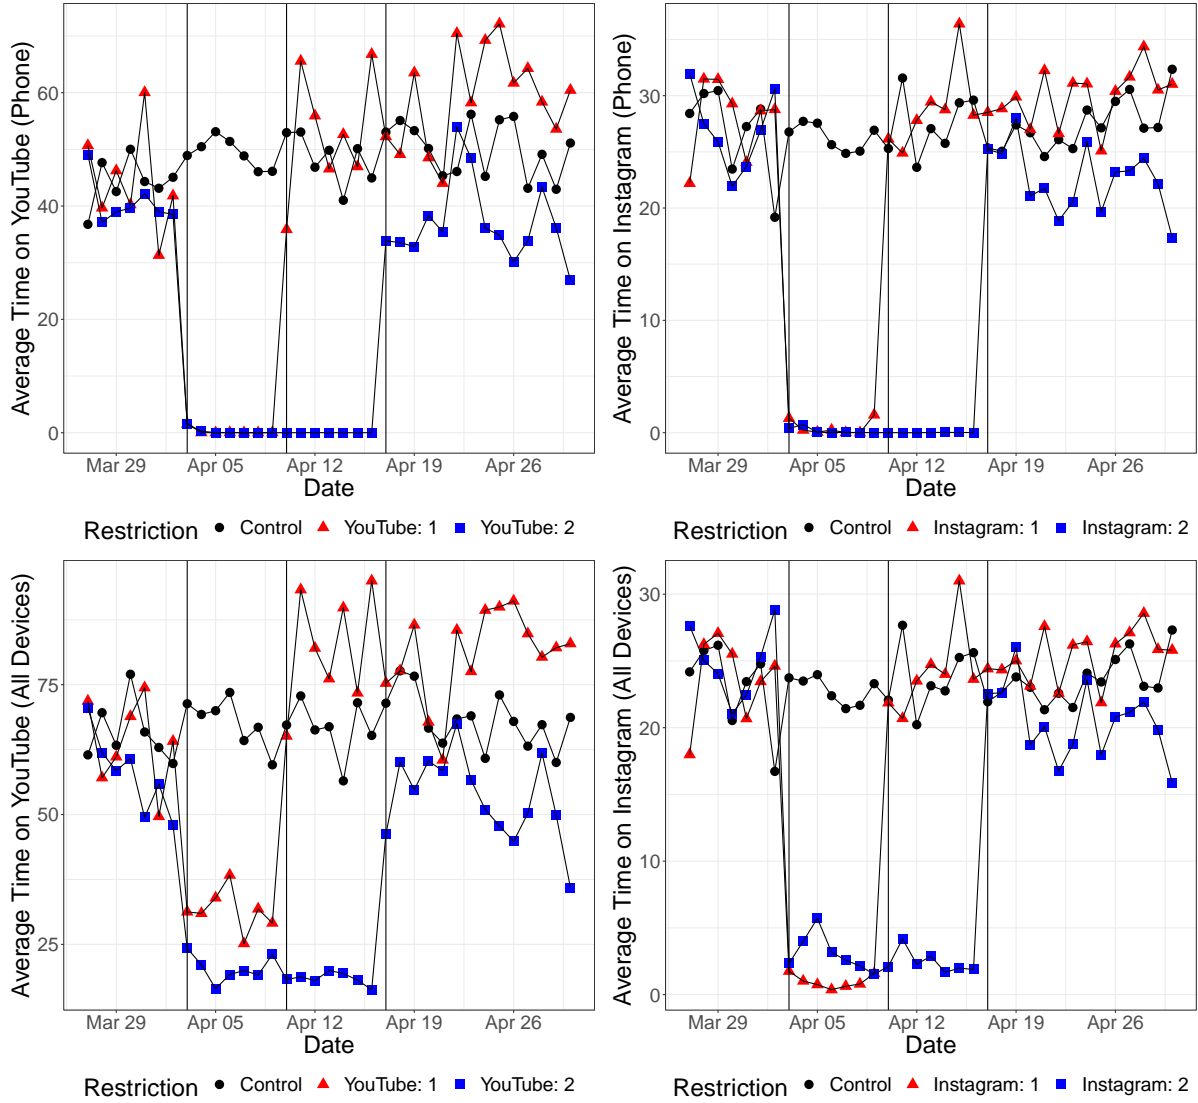 Average Time on YouTube (Phone)
60
40
20
0
Mar 29 Apr 05 Apr 12 Apr 19 Apr 26
Date
Restriction Control YouTube: 1 YouTube: 2
Average Time on Instagram (Phone)
30
20
10
0
Mar 29 Apr 05 Apr 12 Apr 19 Apr 26
Date
Restriction Control Instagram: 1 Instagram: 2
Average Time on YouTube (All Devices)
75
50
25
Mar 29 Apr 05 Apr 12 Apr 19 Apr 26
Date
Restriction Control YouTube: 1 YouTube: 2
Average Time on Instagram (All Devices)
30
20
10
0
Mar 29 Apr 05 Apr 12 Apr 19 Apr 26
Date
Restriction Control Instagram: 1 Instagram: 2